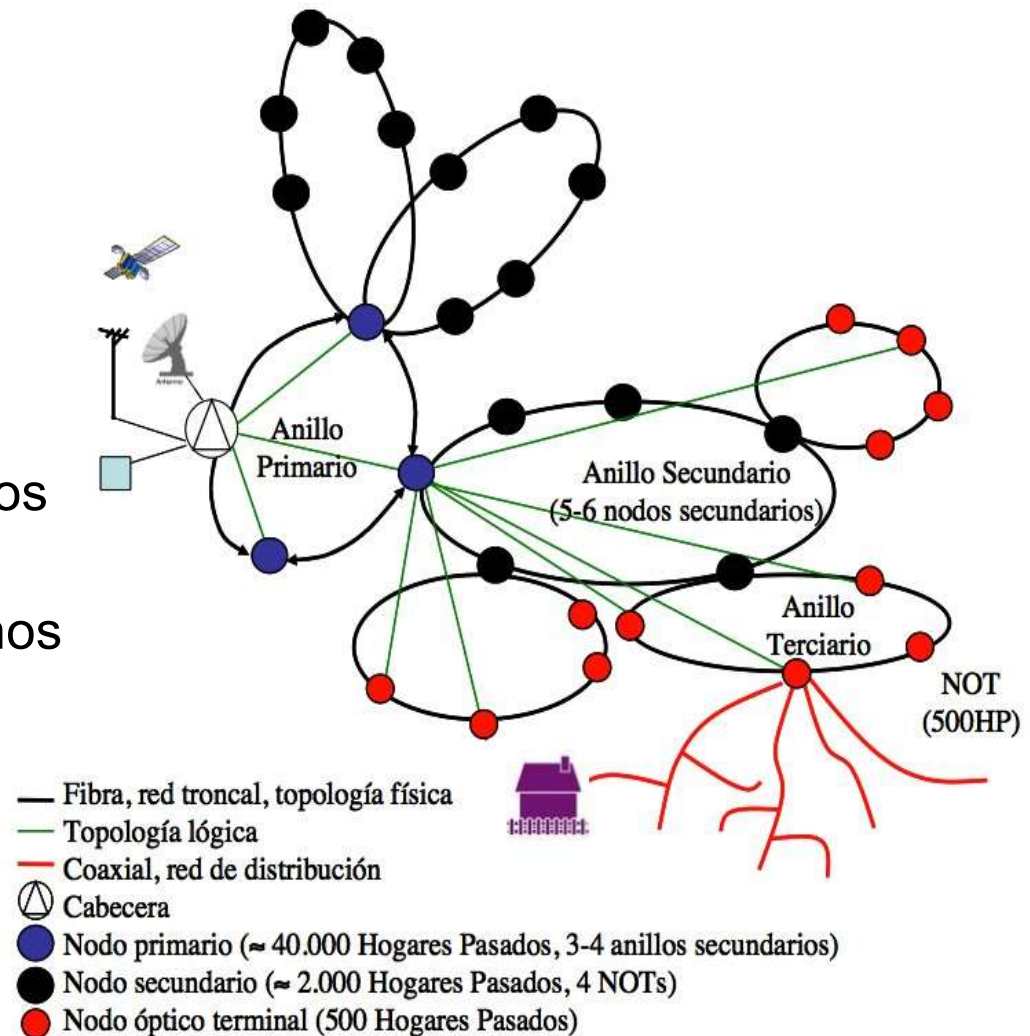 Antena
Anillo
Primario
os
nos
Anillo Secundario
(5-6 nodos secundarios)
Anillo
Terciario
NOT
(500HP)
Fibra, red troncal, topología física
Topología lógica
Coaxial, red de distribución
Cabecera
Nodo primario (≈ 40.000 Hogares Pasados, 3-4 anillos secundarios)
Nodo secundario (≈ 2.000 Hogares Pasados, 4 NOTs)
Nodo óptico terminal (500 Hogares Pasados)